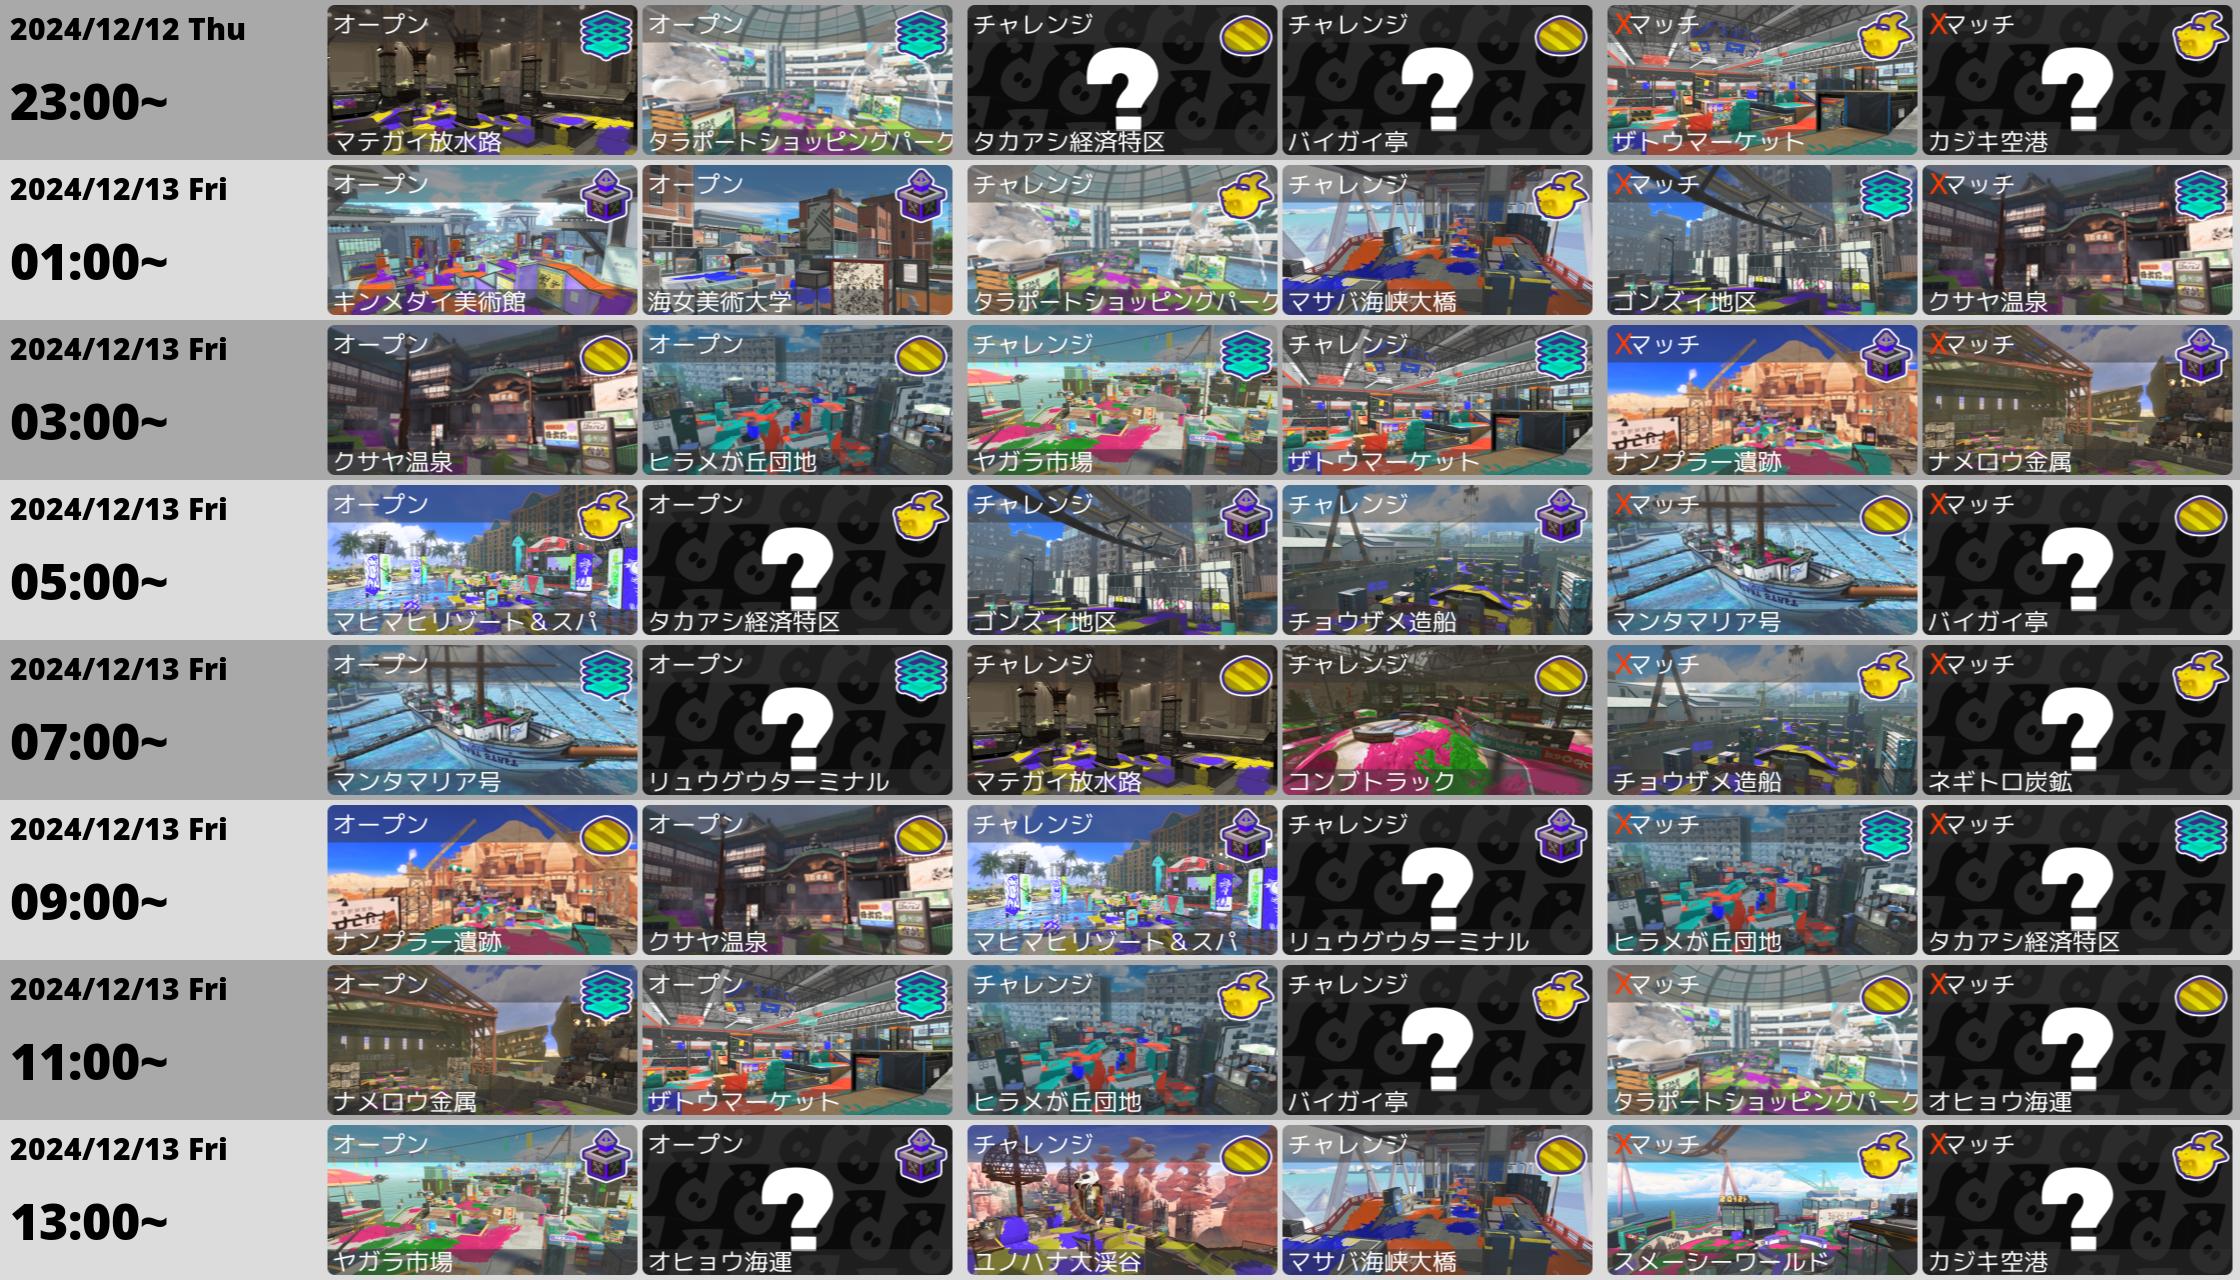 2024/12/12 Thu
23:00~
オープン
マテガイ放水路
オープン
タラポートショッピングパーク
チャレンジ
タカアシ経済特区
チャレンジ
バイガイ亭
Xマッチ
ザトウマーケット
Xマッチ
カジキ空港
2024/12/13 Fri
01:00~
オープン
キンメダイ美術館
オープン
海女美術大学
チャレンジ
タラポートショッピングパーク
チャレンジ
マサバ海峡大橋
Xマッチ
ゴンズイ地区
Xマッチ
クサヤ温泉
2024/12/13 Fri
03:00~
オープン
クサヤ温泉
オープン
ヒラメが丘団地
チャレンジ
ヤガラ市場
チャレンジ
ザトウマーケット
Xマッチ
ナンプラー遺跡
Xマッチ
ナメロウ金属
2024/12/13 Fri
05:00~
オープン
マヒマヒリゾート&スパ
オープン
タカアシ経済特区
チャレンジ
ゴンズイ地区
チャレンジ
チョウザメ造船
Xマッチ
マンタマリア号
Xマッチ
バイガイ亭
2024/12/13 Fri
07:00~
オープン
マンタマリア号
オープン
リュウグウターミナル
チャレンジ
マテガイ放水路
チャレンジ
コンブトラック
Xマッチ
チョウザメ造船
Xマッチ
ネギトロ炭鉱
2024/12/13 Fri
09:00~
オープン
ナンプラー遺跡
オープン
クサヤ温泉
チャレンジ
マヒマヒリゾート&スパ
チャレンジ
リュウグウターミナル
Xマッチ
ヒラメが丘団地
Xマッチ
タカアシ経済特区
2024/12/13 Fri
11:00~
オープン
ナメロウ金属
オープン
ザトウマーケット
チャレンジ
ヒラメが丘団地
チャレンジ
バイガイ亭
Xマッチ
タラポートショッピングパーク
Xマッチ
オヒョウ海運
2024/12/13 Fri
13:00~
オープン
ヤガラ市場
オープン
オヒョウ海運
チャレンジ
ユノハナ大渓谷
チャレンジ
マサバ海峡大橋
Xマッチ
スメーシーワールド
Xマッチ
カジキ空港